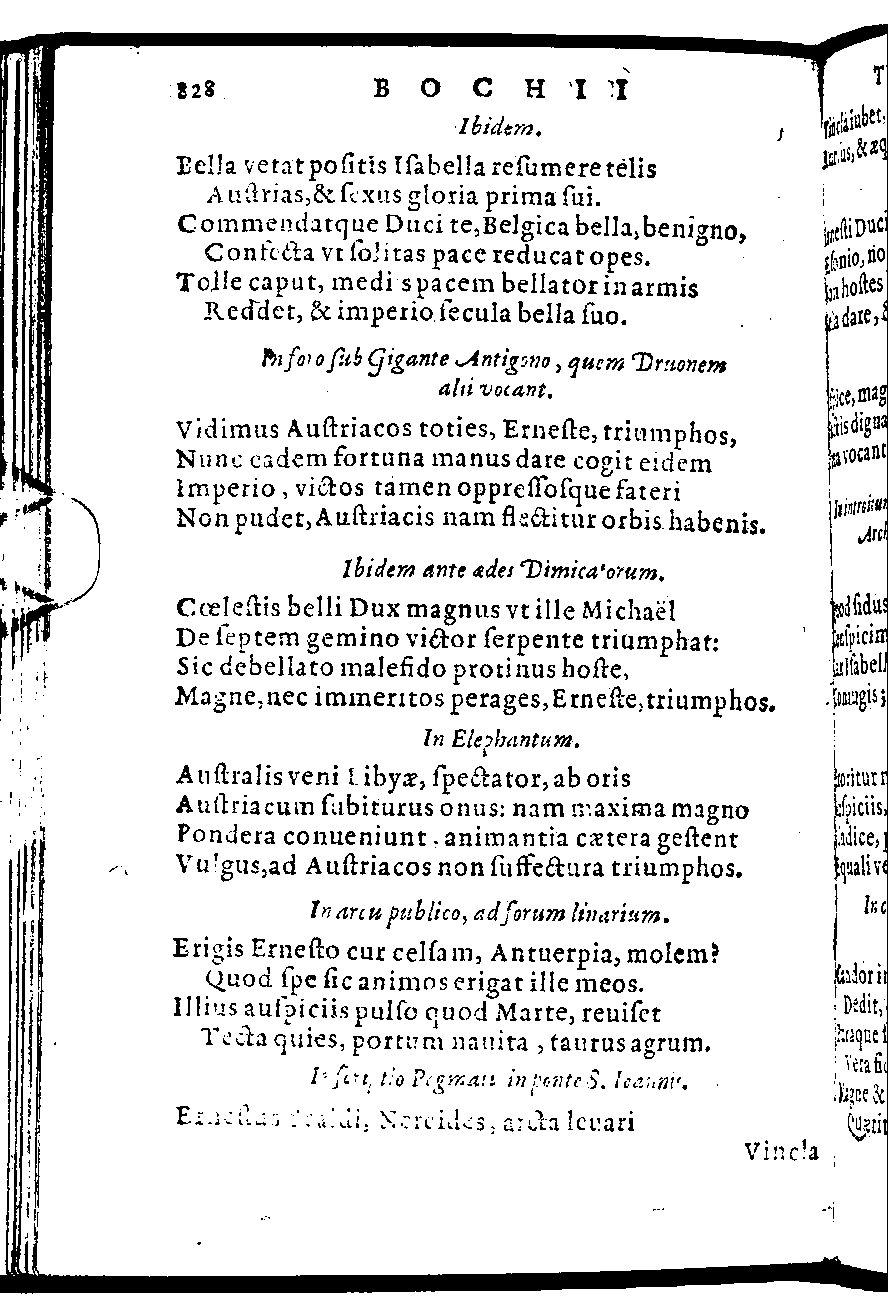 828 BOCHII
Ibidem.
Bella vetat positis Isabella resumere telis
Austrias, & sexus gloria prima sui.
Commendatque Duci te, Belgica bella, benigno,
Confecta vt solitas pace reducat opes.
Tolle caput, medi s pacem bellator in armis
Reddet, & imperio secula bella suo.
In foro sub Gigante Antigono, quem Druonem
alii vocant.
Vidimus Austriacos toties, Erneste, triumphos,
Nunc eadem fortuna manus dare cogit eidem
Imperio, victos tamen oppressosque fateri
Non pudet, Austriacis nam flectitur orbis habenis.
Ibidem ante ædes Dimicatorum.
Cœlestis belli Dux magnus vt ille Michaël
De septem gemino victor serpente triumphat:
Sic debellato malefido protinus hoste,
Magne, nec immeritos perages, Erneste, triumphos.
In Elephantum.
Australis veni Libyæ, spectator, ab oris
Austriacum subiturus onus: nam maxima magno
Pondera conueniunt. animantia cætera gestent
Vulgus, ad Austriacos non suffectura triumphos.
In arcu publico, ad forum linarium.
Erigis Ernesto cur celsam, Antuerpia, molem?
Quod spe sic animos erigat ille meos.
Illius auspiciis pulso quod Marte, reuiset
Tecta quies, portum nauita, taurus agrum.
in ponte S. Ioannis.
Ernestus Scaldi, Nereides, arcta leuari
Vincla